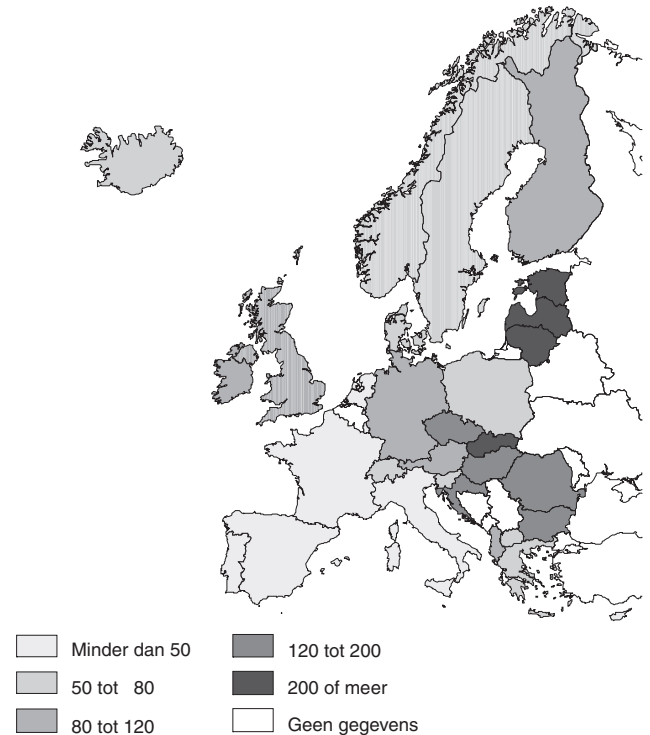 Minder dan 50
50 tot 80
80 tot 120
120 tot 200
200 of meer
Geen gegevens